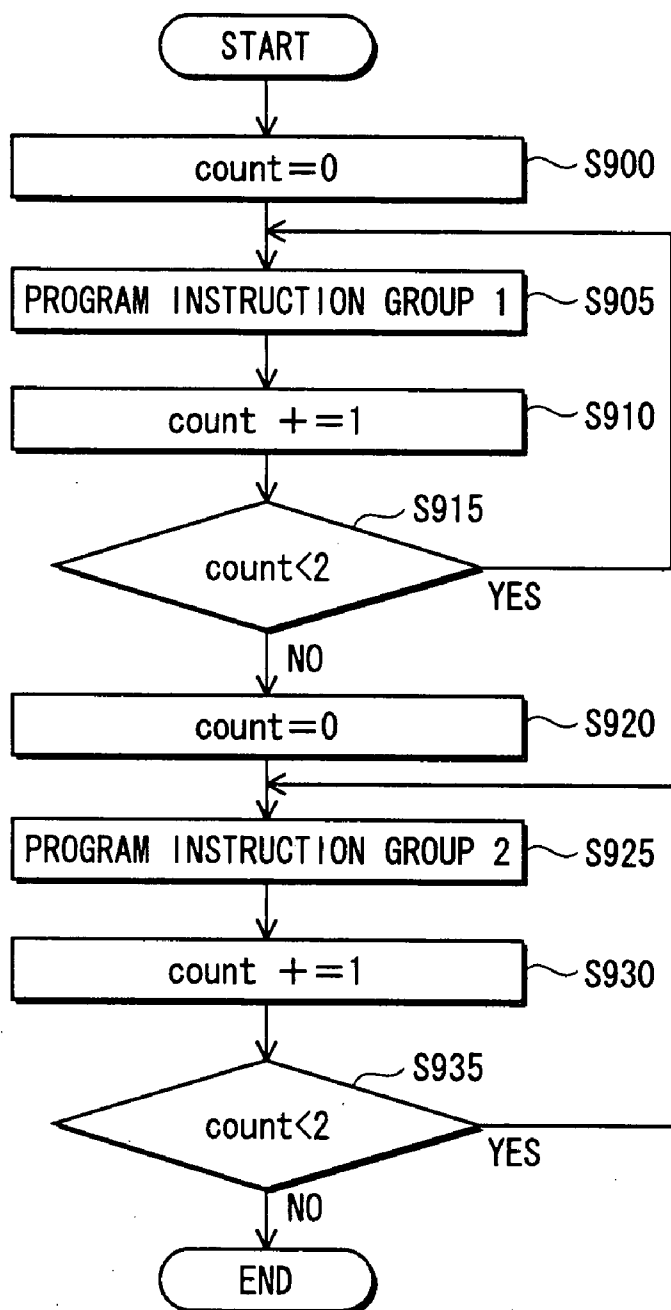 START
count=0
S900
PROGRAM INSTRUCTION GROUP 1
S905
count +=1
S910
S915
count<2
YES
NO
count=0
S920
PROGRAM INSTRUCTION GROUP 2
S925
count +=1
S930
S935
count<2
YES
NO
END